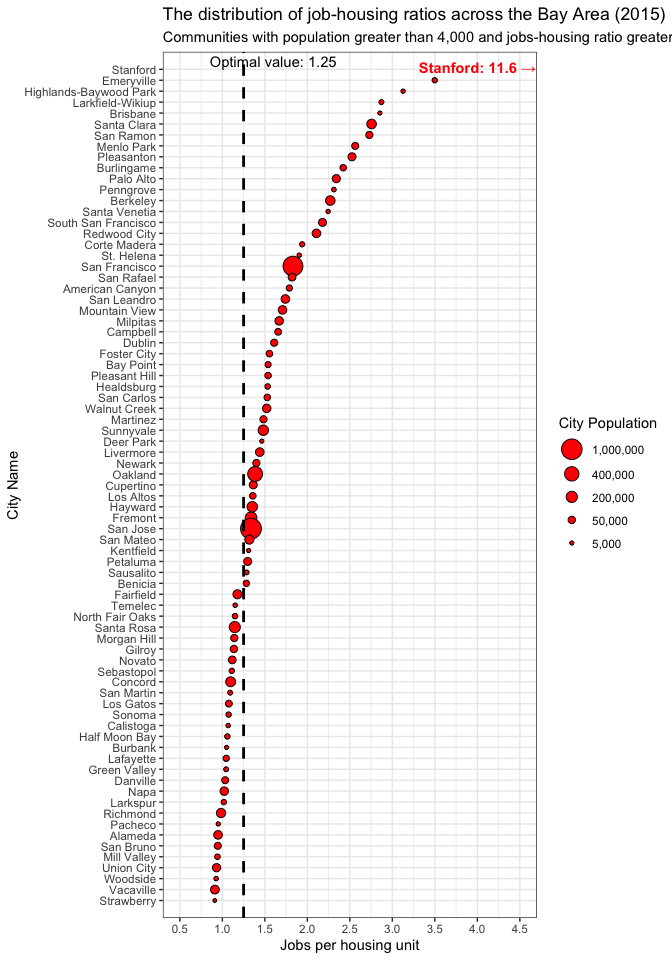 The distribution of job-housing ratios across the Bay Area (2015)
Communities with population greater than 4,000 and jobs-housing ratio greater
Optimal value: 1.25
Stanford: 11.6 →
City Name
Stanford
Emeryville
Highlands-Baywood Park
Larkfield-Wikiup
Brisbane
Santa Clara
San Ramon
Menlo Park
Pleasanton
Burlingame
Palo Alto
Penngrove
Berkeley
Santa Venetia
South San Francisco
Redwood City
Corte Madera
St. Helena
San Francisco
San Rafael
American Canyon
San Leandro
Mountain View
Milpitas
Campbell
Dublin
Foster City
Bay Point
Pleasant Hill
Healdsburg
San Carlos
Walnut Creek
Martinez
Sunnyvale
Deer Park
Livermore
Newark
Oakland
Cupertino
Los Altos
Hayward
Fremont
San Jose
San Mateo
Kentfield
Petaluma
Sausalito
Benicia
Fairfield
Temelec
North Fair Oaks
Santa Rosa
Morgan Hill
Gilroy
Novato
Sebastopol
Concord
San Martin
Los Gatos
Sonoma
Calistoga
Half Moon Bay
Burbank
Lafayette
Green Valley
Danville
Napa
Larkspur
Richmond
Pacheco
Alameda
San Bruno
Mill Valley
Union City
Woodside
Vacaville
Strawberry
0.5 1.0 1.5 2.0 2.5 3.0 3.5 4.0 4.5
Jobs per housing unit
City Population
1,000,000
400,000
200,000
50,000
5,000